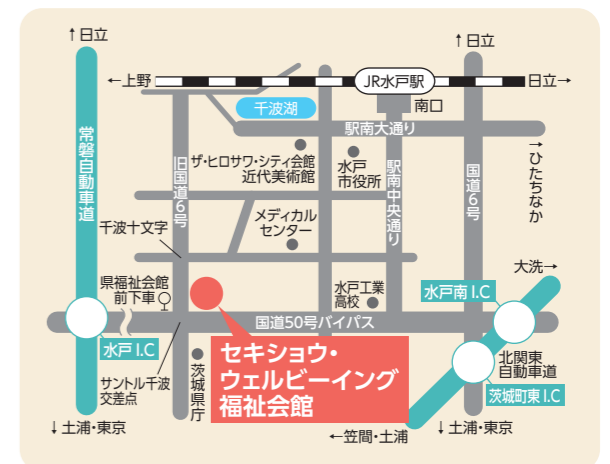 ↑日立
↑日立
←上野
JR水戸駅
日立→
千波湖
南口
駅南大通り
常磐自動車道
旧国道6号
ザ・ヒロサワ・シティ会館
近代美術館
水戸
市役所
駅南中央通り
国道6号
→ひたちなか
千波十文字
メディカル
センター
大洗→
県福祉会館
前下車
水戸工業
高校
水戸南 I.C
国道50号バイパス
水戸 I.C
セキショウ・
ウェルビーイング
福祉会館
北関東
自動車道
サントル千波
交差点
茨城県庁
茨城町東 I.C
↓土浦・東京
←笠間・土浦
↓土浦・東京